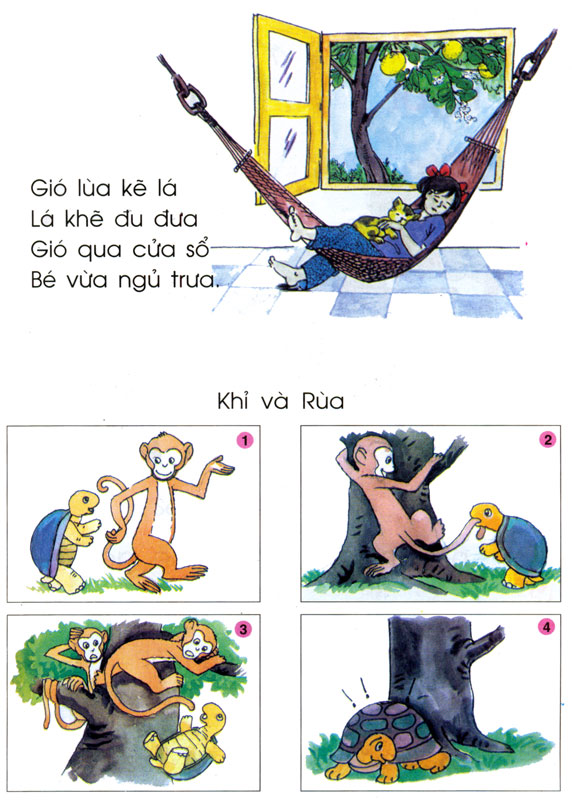 Gió lùa kẽ lá
Lá khẽ đu đưa
Gió qua cửa sổ
Bé vừa ngủ trưa.
Khỉ và Rùa
1
2
3
4